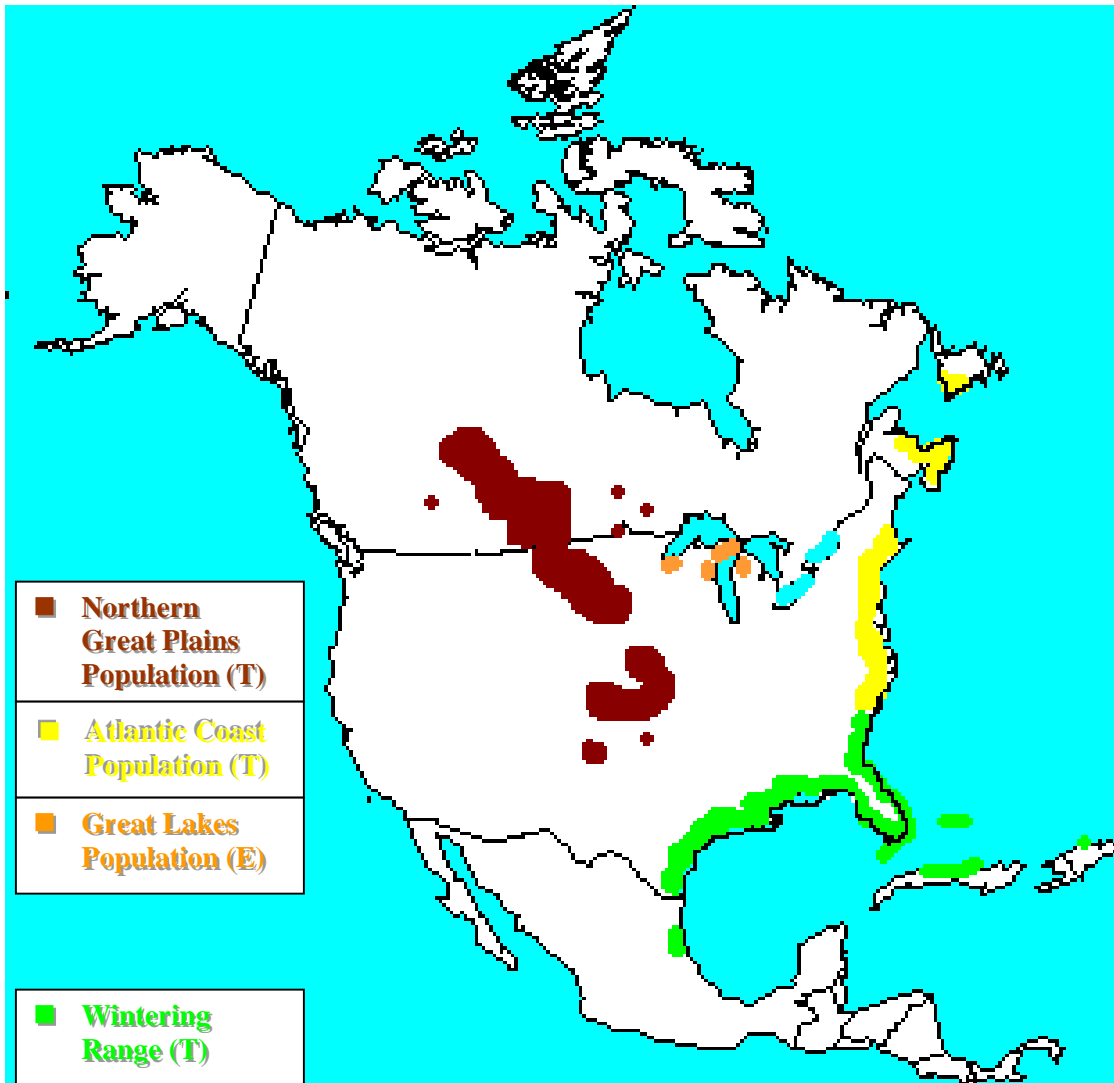 Northern
Great Plains
Population (T)
Atlantic Coast
Population (T)
Great Lakes
Population (E)
Wintering
Range (T)